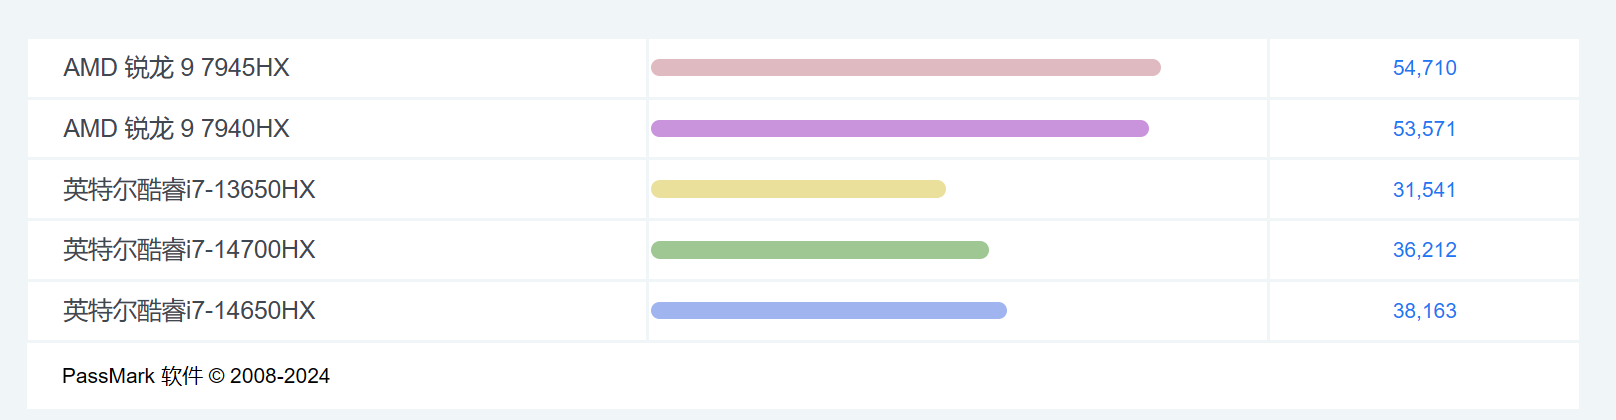 AMD 锐龙 9 7945HX 54,710
AMD 锐龙 9 7940HX 53,571
英特尔酷睿i7-13650HX 31,541
英特尔酷睿i7-14700HX 36,212
英特尔酷睿i7-14650HX 38,163
PassMark 软件 © 2008-2024